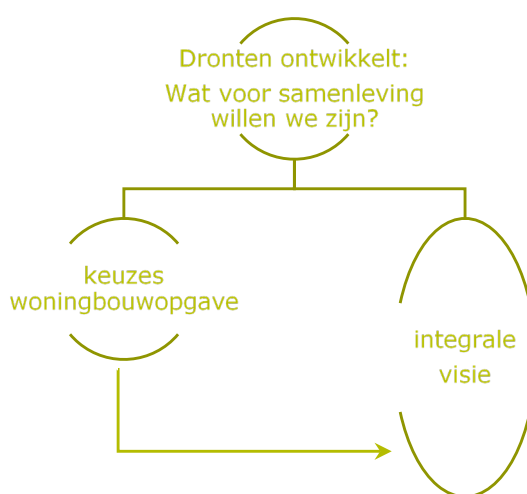 Dronten ontwikkelt:
Wat voor samenleving
willen we zijn?
keuzes
woningbouwopgave
integrale
visie